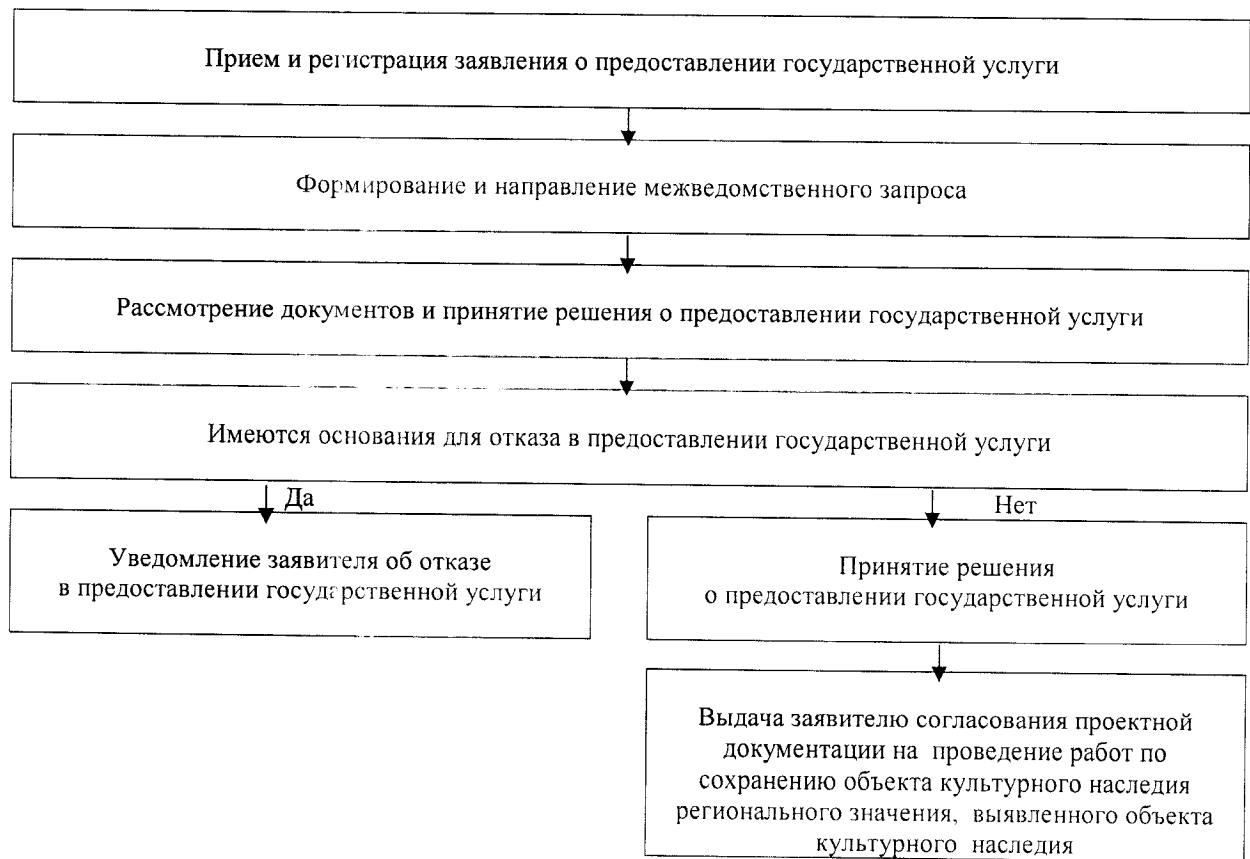 Прием и регистрация заявления о предоставлении государственной услуги
Формирование и направление межведомственного запроса
Рассмотрение документов и принятие решения о предоставлении государственной услуги
Имеются основания для отказа в предоставлении государственной услуги
Да
Нет
Уведомление заявителя об отказе
в предоставлении государственной услуги
Принятие решения
о предоставлении государственной услуги
Выдача заявителю согласования проектной
документации на проведение работ по
сохранению объекта культурного наследия
регионального значения, выявленного объекта
культурного наследия